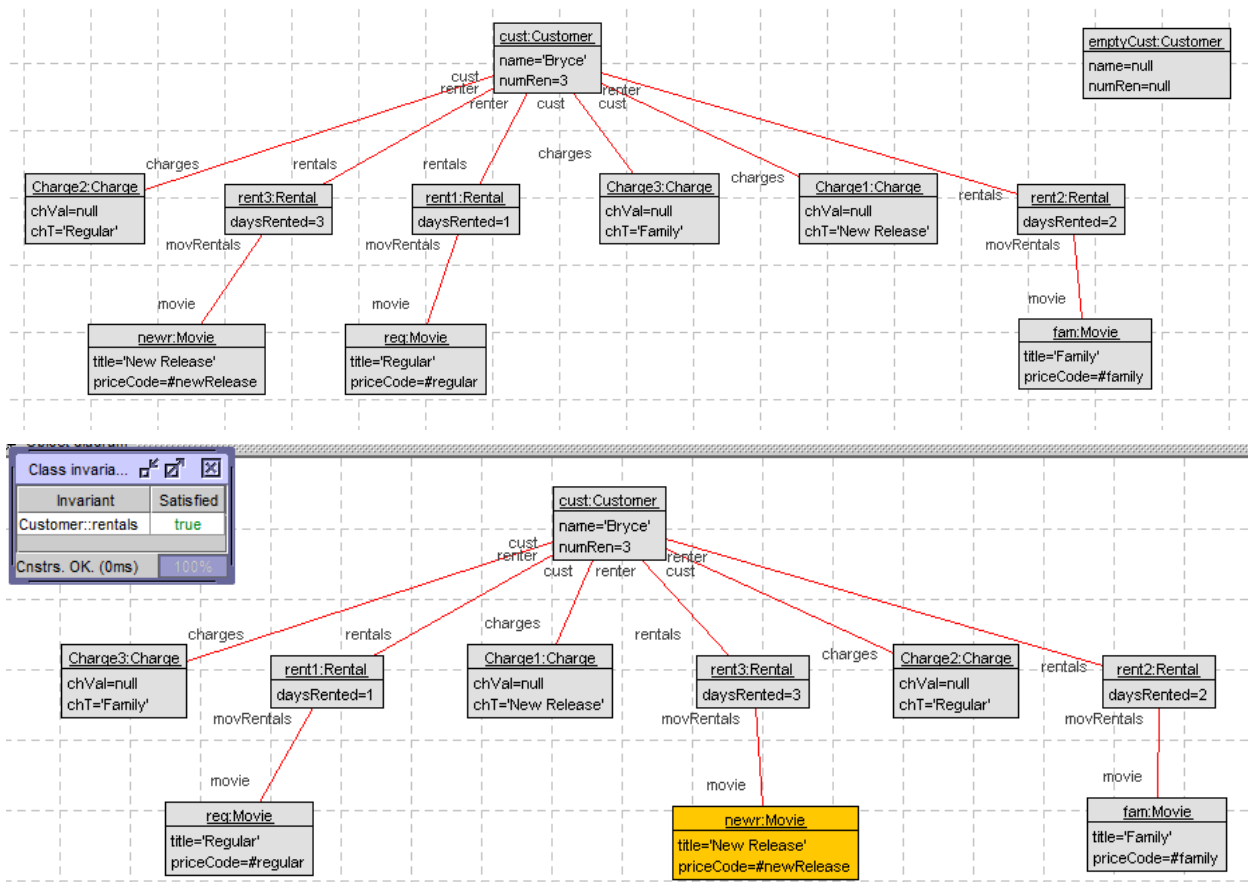 cust:Customer
name='Bryce'
numRen=3
emptyCust:Customer
name=null
numRen=null
cust
renter
renter
cust
renter
cust
charges
rentals
rentals
charges
charges
rentals
Charge2:Charge
chVal=null
chT='Regular'
rent3:Rental
daysRented=3
rent1:Rental
daysRented=1
Charge3:Charge
chVal=null
chT='Family'
Charge1:Charge
chVal=null
chT='New Release'
rent2:Rental
daysRented=2
movRentals
movRentals
movRentals
movie
movie
movie
newr:Movie
title='New Release'
priceCode=#newRelease
reg:Movie
title='Regular'
priceCode=#regular
fam:Movie
title='Family'
priceCode=#family
Object diagram
Class invaria...
Invariant Satisfied
Customer::rentals true
Cnstrs. OK. (0ms) 100%
cust:Customer
name='Bryce'
numRen=3
cust
renter
cust
renter
renter
cust
charges
rentals
charges
rentals
charges
rentals
Charge3:Charge
chVal=null
chT='Family'
rent1:Rental
daysRented=1
Charge1:Charge
chVal=null
chT='New Release'
rent3:Rental
daysRented=3
Charge2:Charge
chVal=null
chT='Regular'
rent2:Rental
daysRented=2
movRentals
movRentals
movRentals
movie
movie
movie
reg:Movie
title='Regular'
priceCode=#regular
newr:Movie
title='New Release'
priceCode=#newRelease
fam:Movie
title='Family'
priceCode=#family